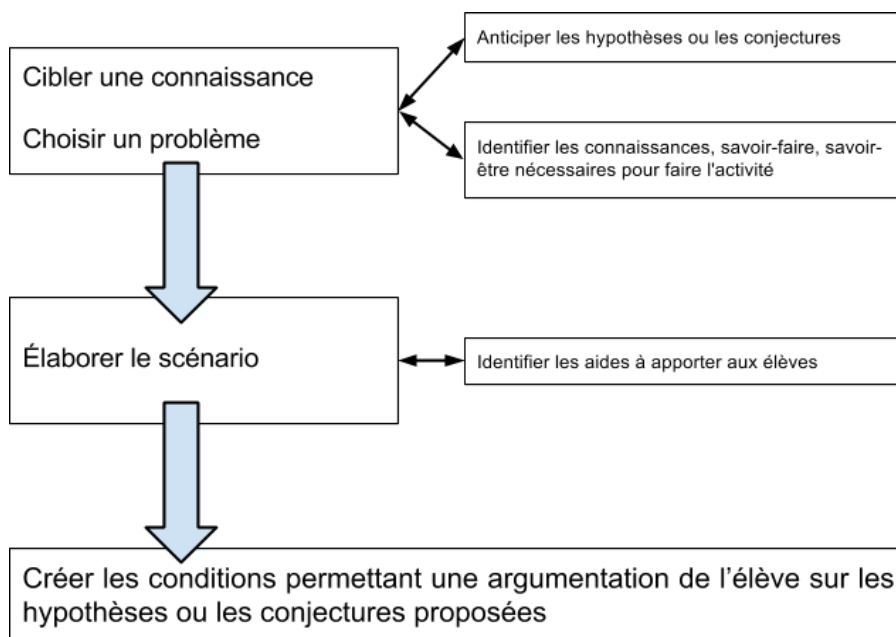 Cibler une connaissance
Choisir un problème
Anticiper les hypothèses ou les conjectures
Identifier les connaissances, savoir-faire, savoir-
être nécessaires pour faire l'activité
Élaborer le scénario
Identifier les aides à apporter aux élèves
Créer les conditions permettant une argumentation de l’élève sur les
hypothèses ou les conjectures proposées